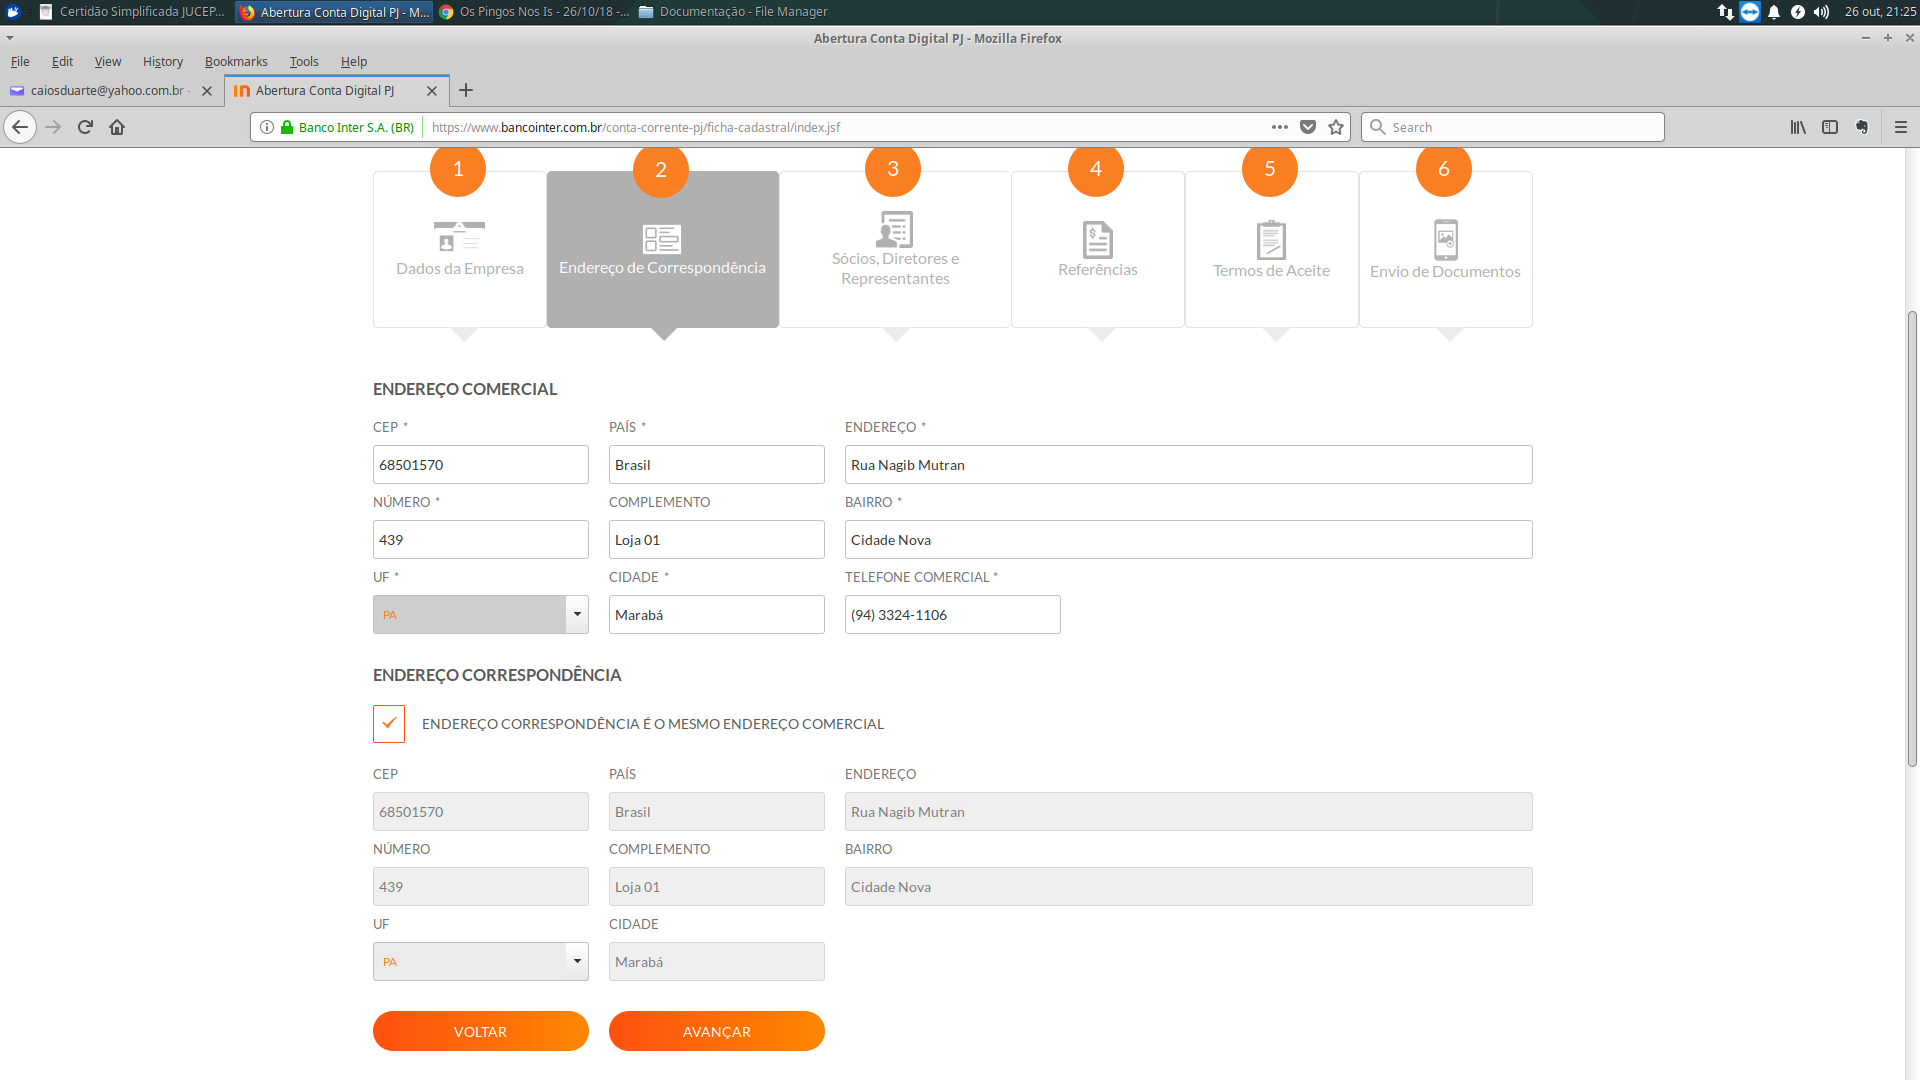 Certidão Simplificada JUCEP...
Abertura Conta Digital PJ - M...
Os Pingos Nos Is - 26/10/18 -...
Documentação - File Manager
26 out, 21:25
Abertura Conta Digital PJ - Mozilla Firefox
File Edit View History Bookmarks Tools Help
caiosduarte@yahoo.com.br -
Abertura Conta Digital PJ
Banco Inter S.A. (BR)
https://www.bancointer.com.br/conta-corrente-pj/ficha-cadastral/index.jsf
Search
1
Dados da Empresa
2
Endereço de Correspondência
3
Sócios, Diretores e
Representantes
4
Referências
5
Termos de Aceite
6
Envio de Documentos
ENDEREÇO COMERCIAL
CEP * PAÍS * ENDEREÇO *
68501570 Brasil Rua Nagib Mutran
NÚMERO * COMPLEMENTO BAIRRO *
439 Loja 01 Cidade Nova
UF * CIDADE * TELEFONE COMERCIAL *
PA Marabá (94) 3324-1106
ENDEREÇO CORRESPONDÊNCIA
ENDEREÇO CORRESPONDÊNCIA É O MESMO ENDEREÇO COMERCIAL
CEP PAÍS ENDEREÇO
68501570 Brasil Rua Nagib Mutran
NÚMERO COMPLEMENTO BAIRRO
439 Loja 01 Cidade Nova
UF CIDADE
PA Marabá
VOLTAR AVANÇAR